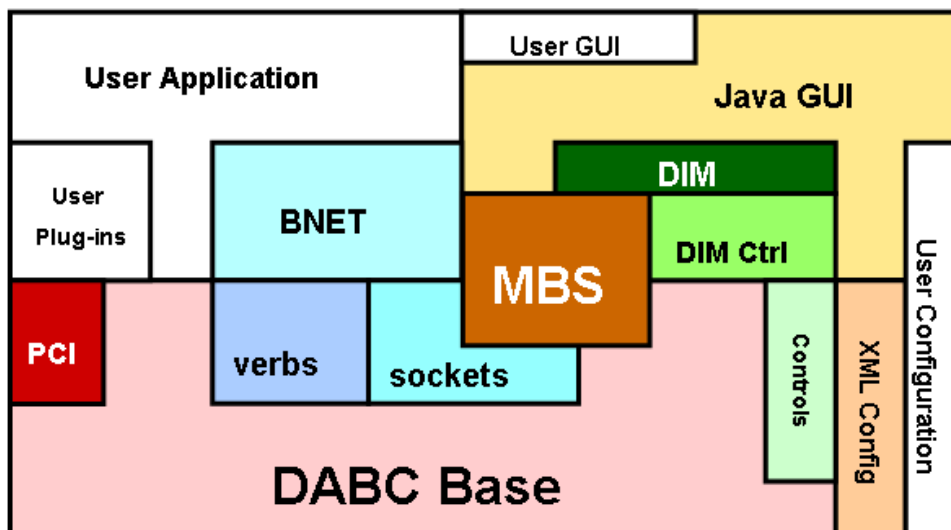 User GUI
User Application
Java GUI
DIM
User
Plug-ins
BNET
DIM Ctrl
MBS
User Configuration
PCI
verbs
sockets
Controls
XML Config
DABC Base